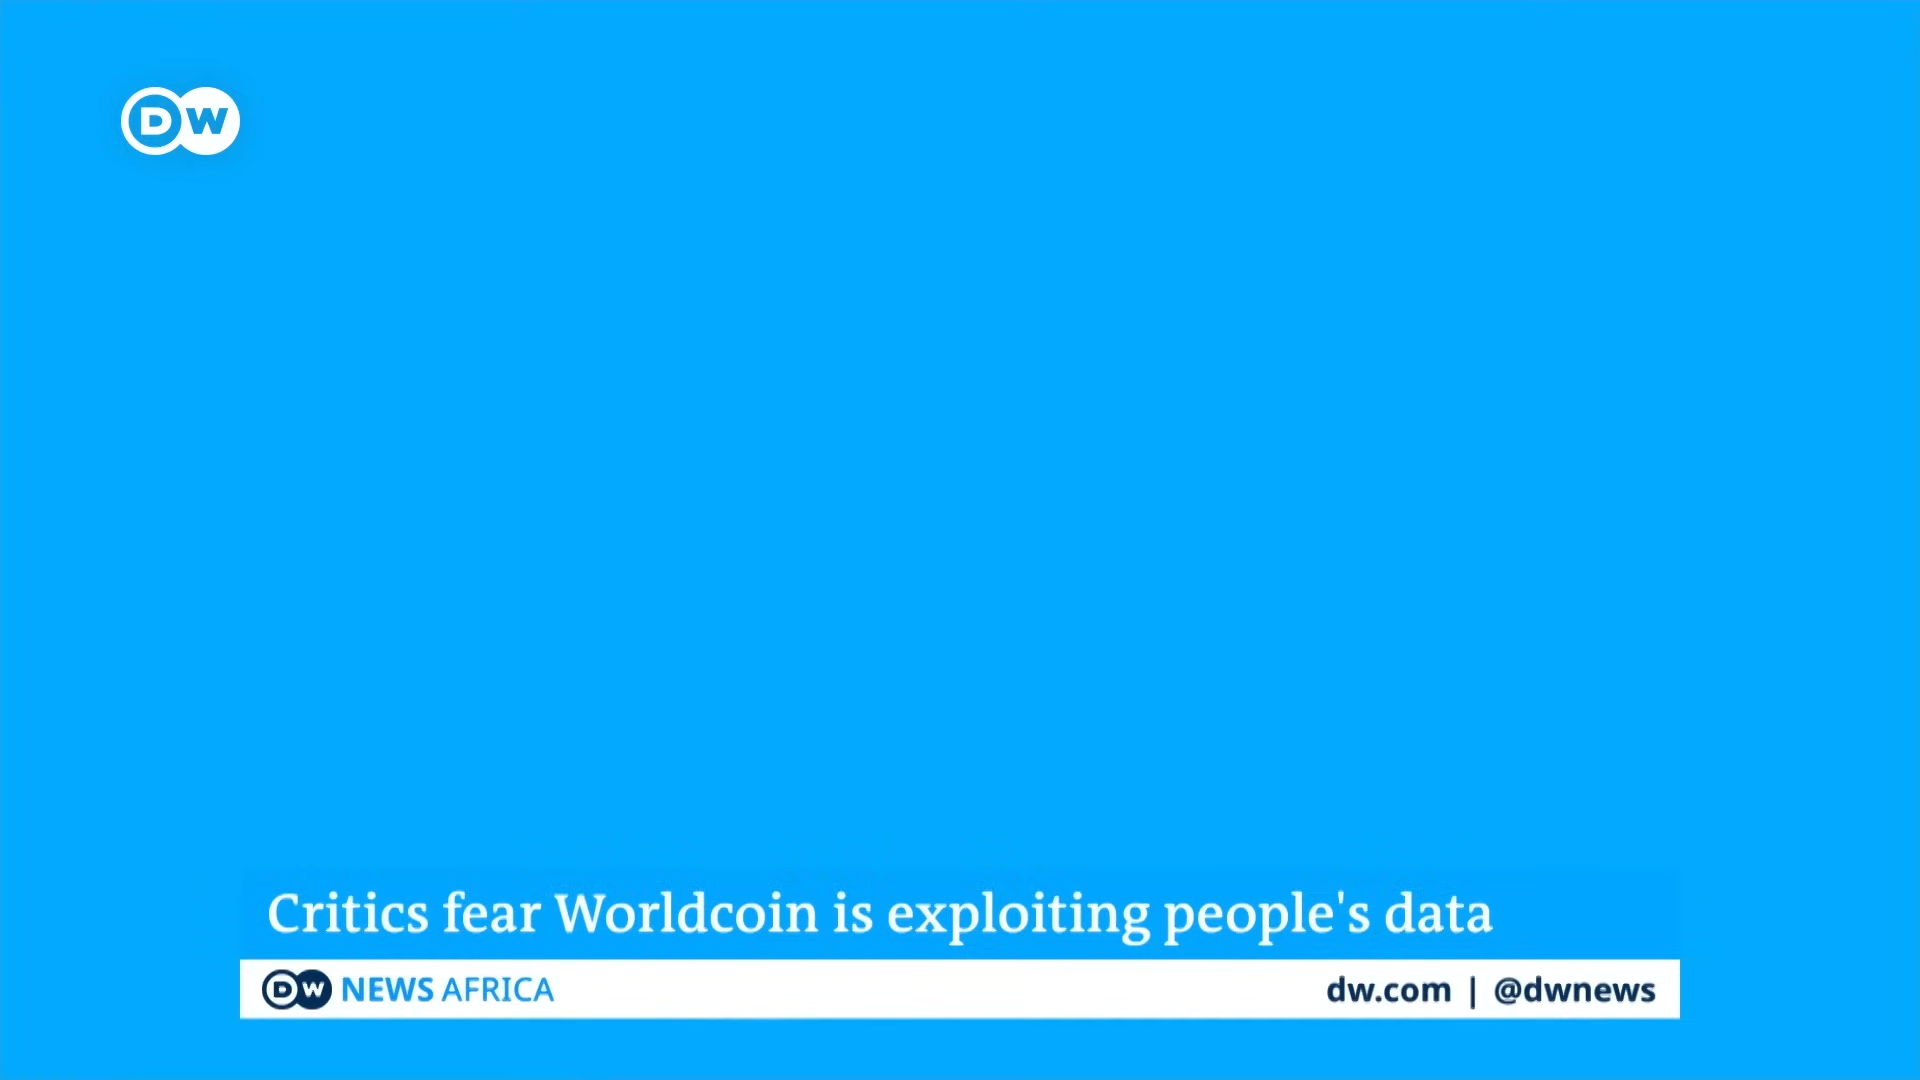 DW
Critics fear Worldcoin is exploiting people's data
DW NEWS AFRICA
dw.com | @dwnews